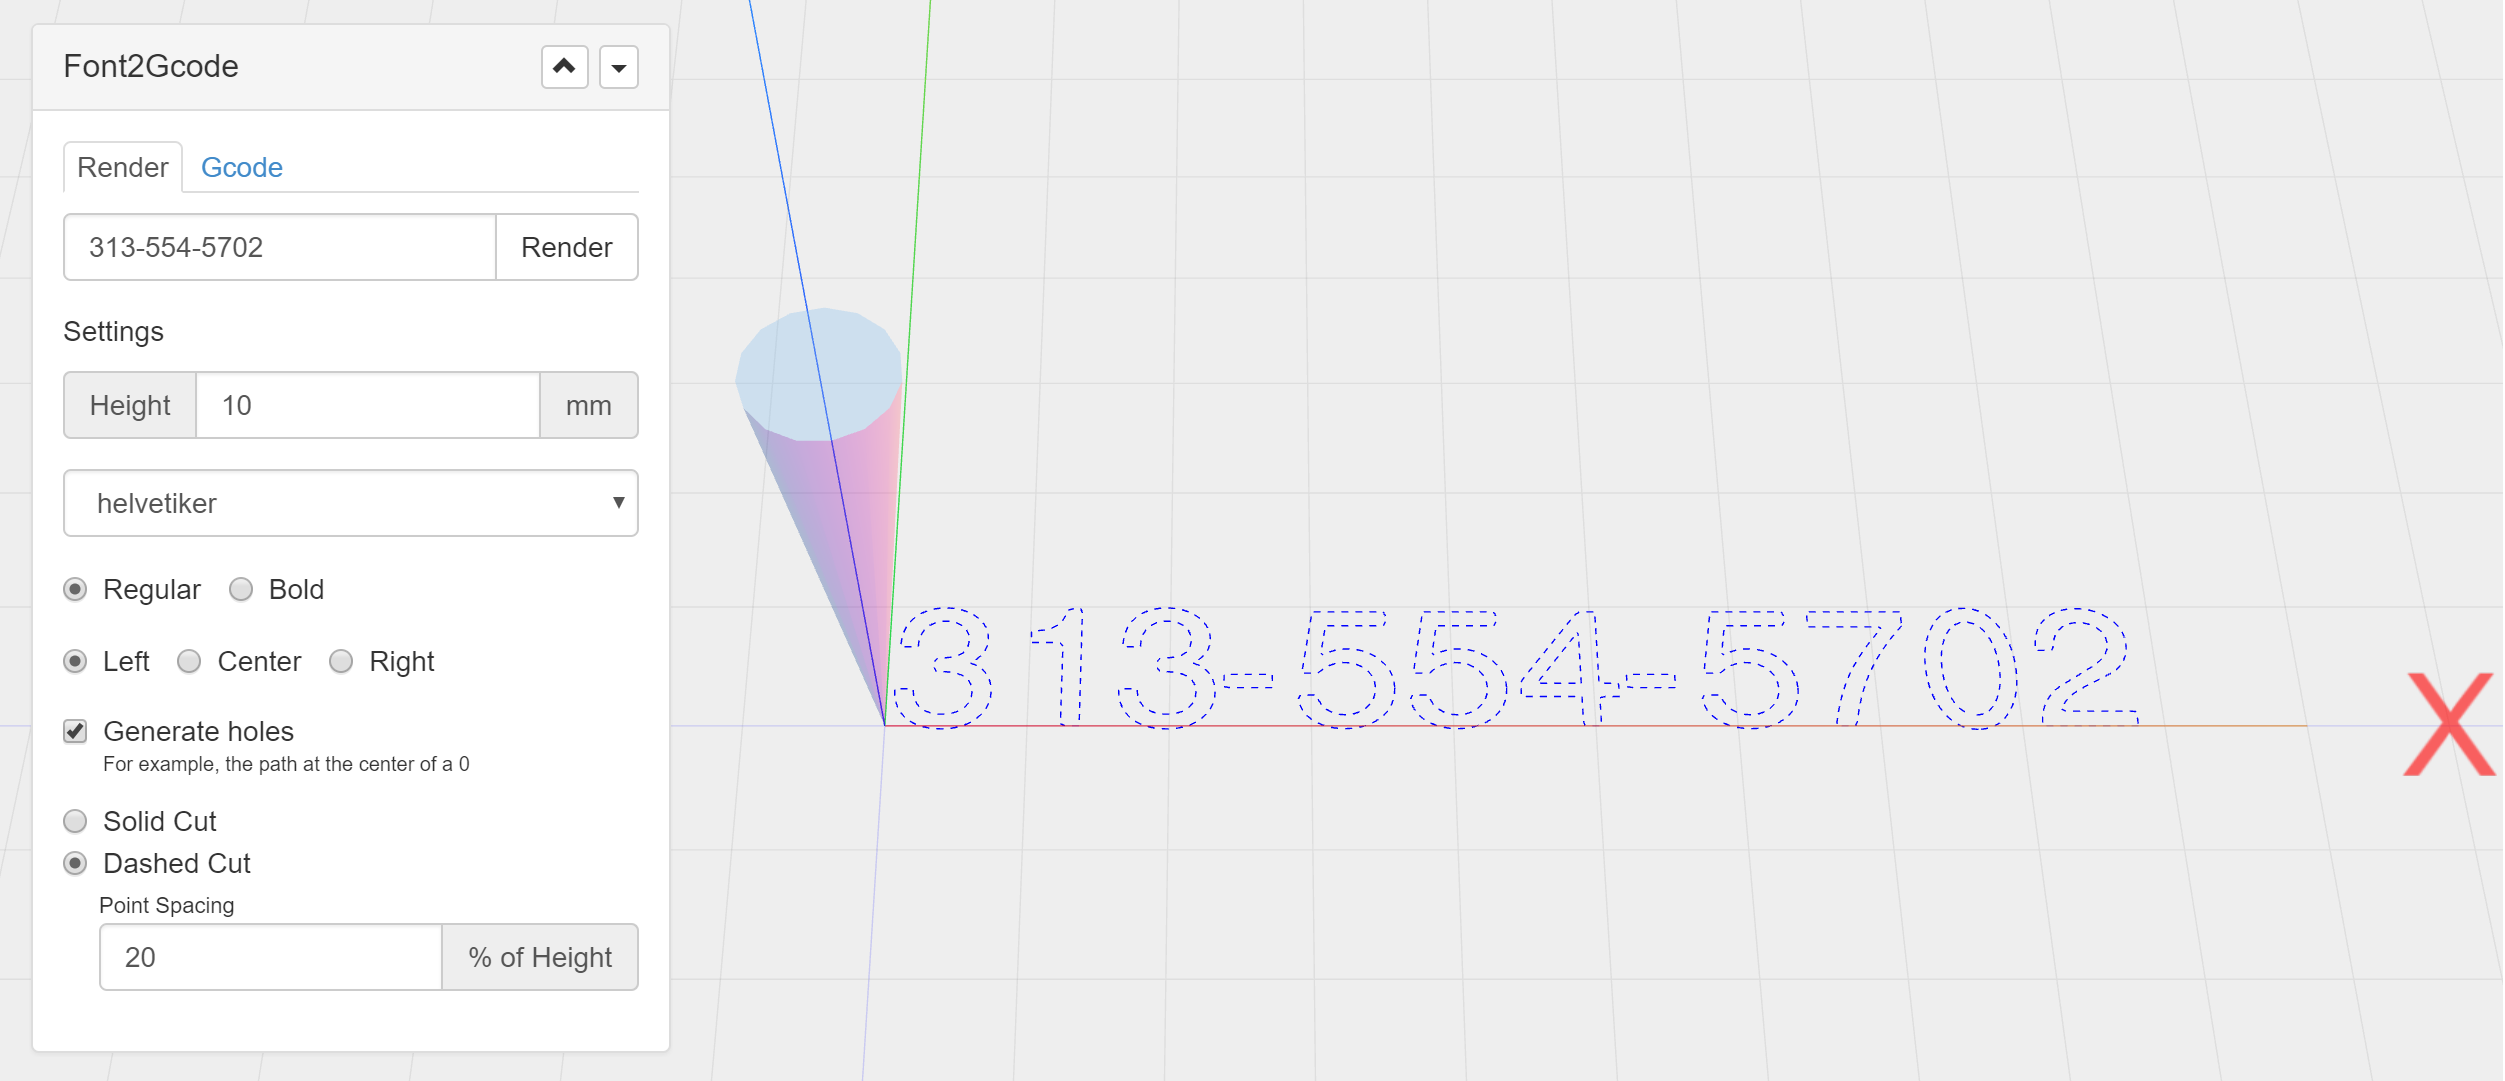 Font2Gcode
Render Gcode
313-554-5702 Render
Settings
Height 10 mm
helvetiker
Regular Bold
Left Center Right
Generate holes
For example, the path at the center of a 0
Solid Cut
Dashed Cut
Point Spacing
20 % of Height
313-554-5702
X